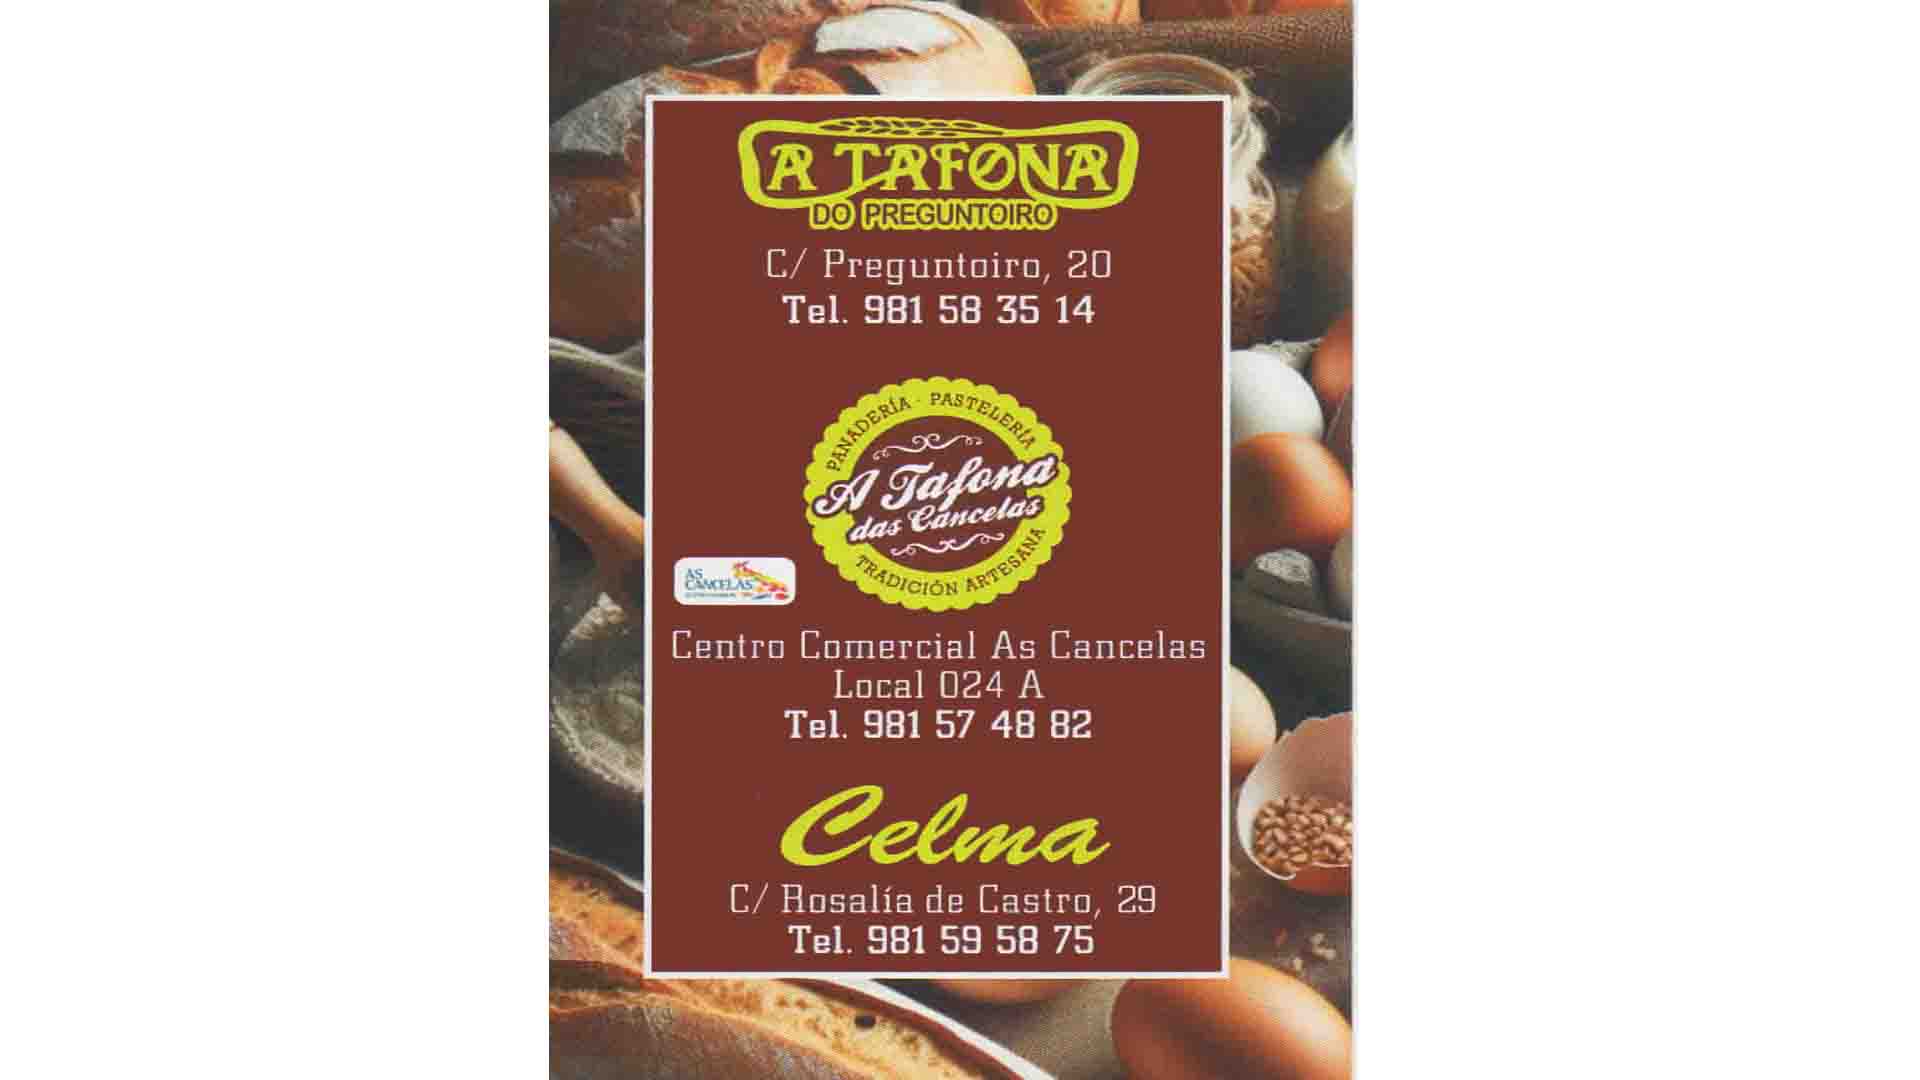 A TAFONA
DO PREGUNTOIRO
C/ Preguntoiro, 20
Tel. 981 58 35 14
PANADERÍA · PASTELERÍA
A Tafona
das Cancelas
TRADICIÓN ARTESANA
AS
CANCELAS
Centro Comercial As Cancelas
Local 024 A
Tel. 981 57 48 82
Celma
C/ Rosalía de Castro, 29
Tel. 981 59 58 75